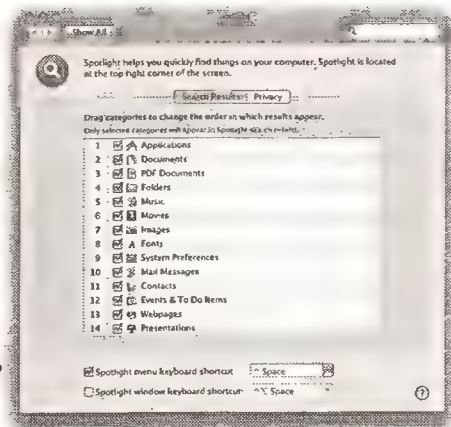 Show All
Spotlight helps you quickly find things on your computer. Spotlight is located
at the top right corner of the screen.
Search Results Privacy
Drag categories to change the order in which results appear.
Only selected categories will appear in Spotlight search results.
1 Applications
2 Documents
3 PDF Documents
4 Folders
5 Music
6 Movies
7 Images
8 Fonts
9 System Preferences
10 Mail Messages
11 Contacts
12 Events & To Do Items
13 Webpages
14 Presentations
Spotlight menu keyboard shortcut ^ Space
Spotlight window keyboard shortcut Space
?